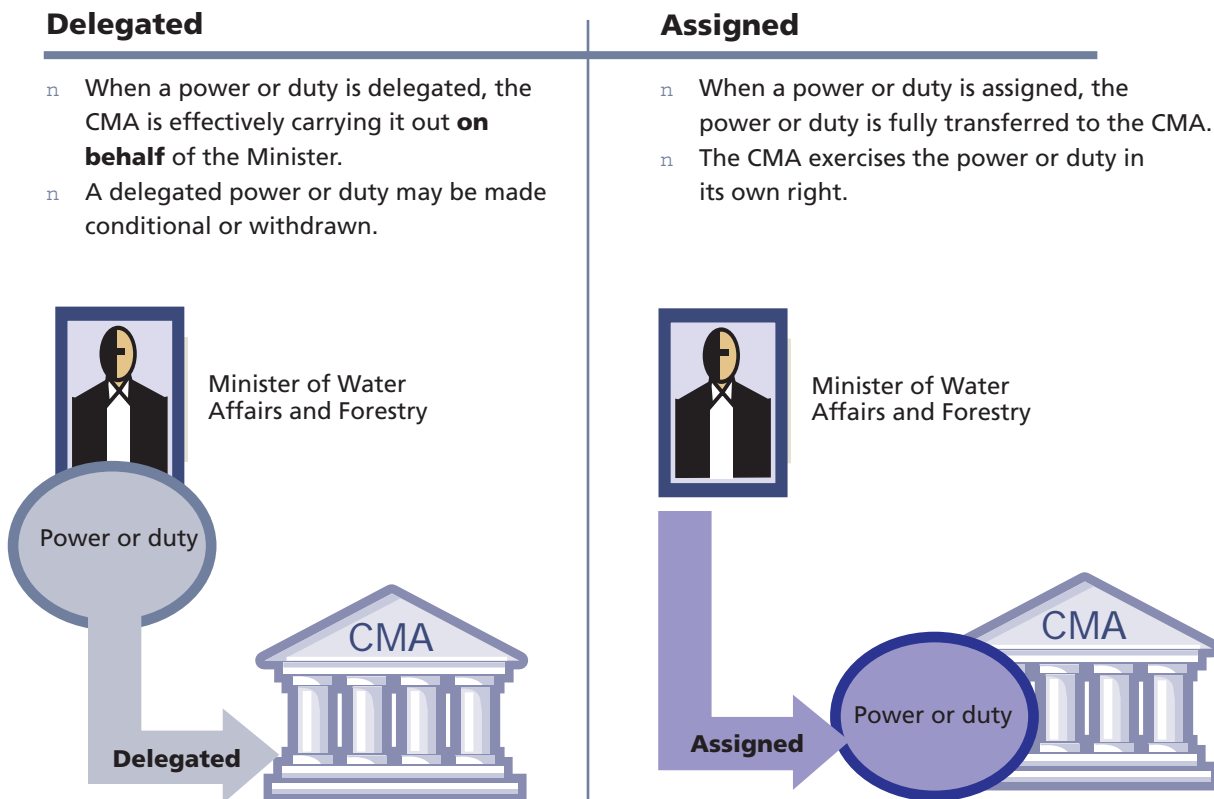 Delegated
n When a power or duty is delegated, the
CMA is effectively carrying it out on
behalf of the Minister.
n A delegated power or duty may be made
conditional or withdrawn.
Minister of Water
Affairs and Forestry
Power or duty
CMA
Delegated
Assigned
n When a power or duty is assigned, the
power or duty is fully transferred to the CMA.
n The CMA exercises the power or duty in
its own right.
Minister of Water
Affairs and Forestry
CMA
Power or duty
Assigned